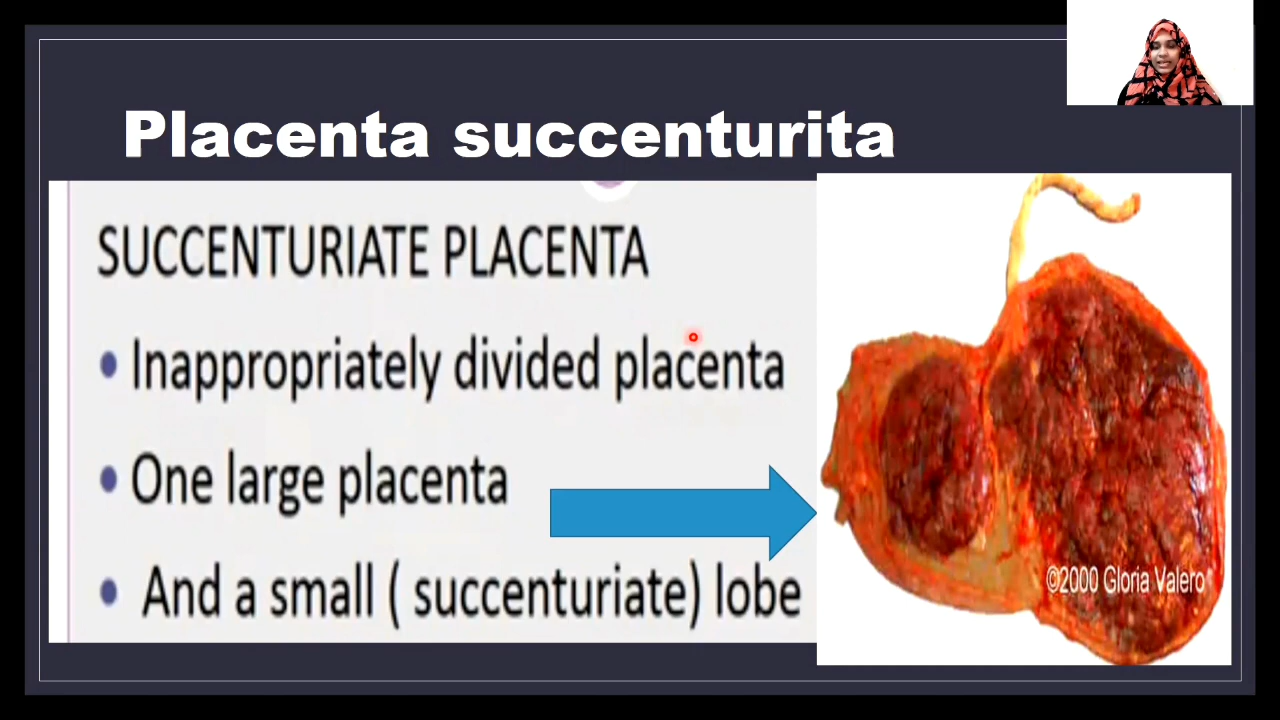 Placenta succenturita
SUCCENTURIATE PLACENTA
• Inappropriately divided placenta
• One large placenta
• And a small ( succenturiate) lobe
©2000 Gloria Valero